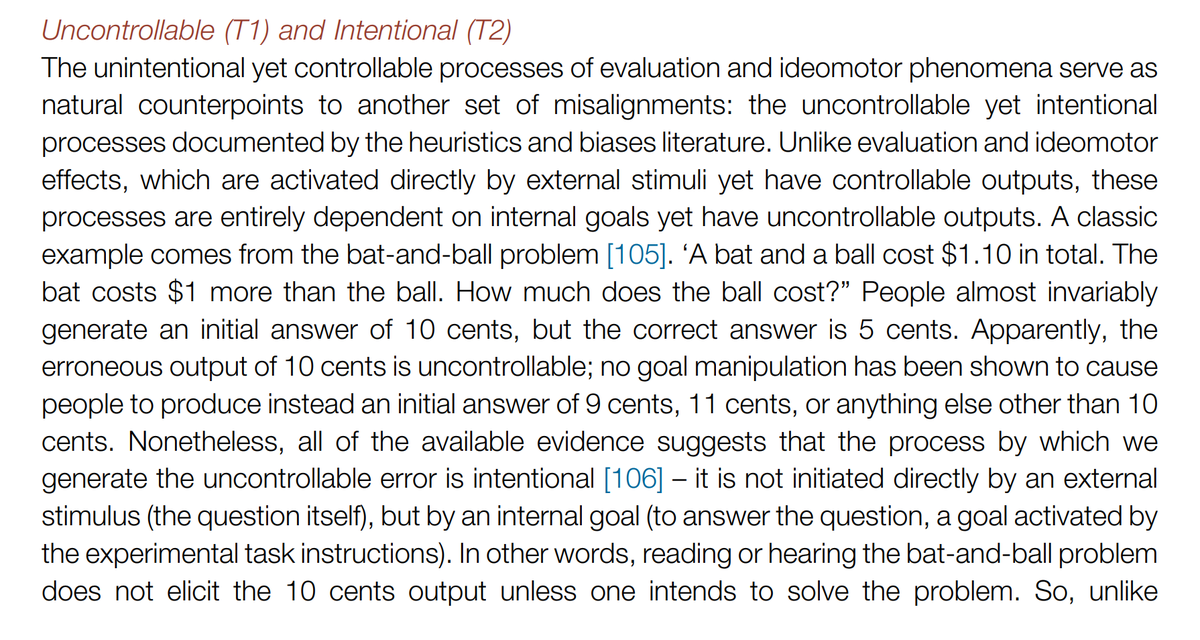 Uncontrollable (T1) and Intentional (T2)
The unintentional yet controllable processes of evaluation and ideomotor phenomena serve as
natural counterpoints to another set of misalignments: the uncontrollable yet intentional
processes documented by the heuristics and biases literature. Unlike evaluation and ideomotor
effects, which are activated directly by external stimuli yet have controllable outputs, these
processes are entirely dependent on internal goals yet have uncontrollable outputs. A classic
example comes from the bat-and-ball problem [105]. ‘A bat and a ball cost $1.10 in total. The
bat costs $1 more than the ball. How much does the ball cost?” People almost invariably
generate an initial answer of 10 cents, but the correct answer is 5 cents. Apparently, the
erroneous output of 10 cents is uncontrollable; no goal manipulation has been shown to cause
people to produce instead an initial answer of 9 cents, 11 cents, or anything else other than 10
cents. Nonetheless, all of the available evidence suggests that the process by which we
generate the uncontrollable error is intentional [106] – it is not initiated directly by an external
stimulus (the question itself), but by an internal goal (to answer the question, a goal activated by
the experimental task instructions). In other words, reading or hearing the bat-and-ball problem
does not elicit the 10 cents output unless one intends to solve the problem. So, unlike